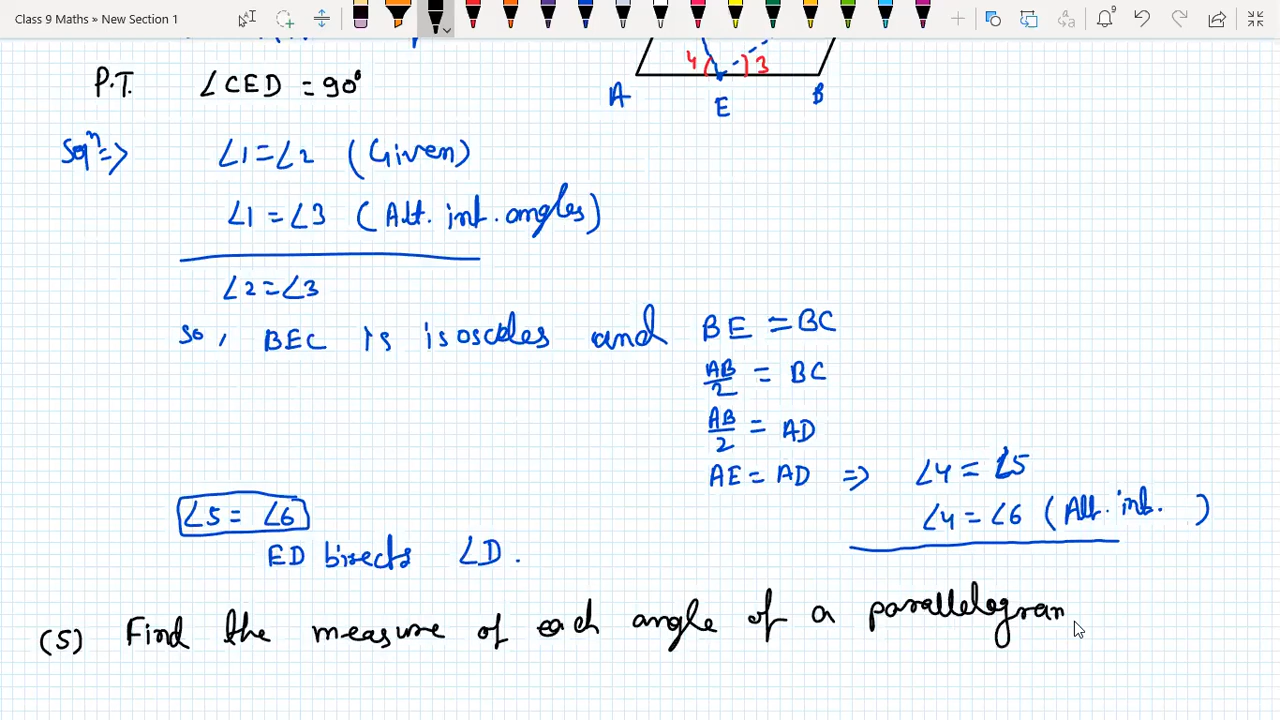 Class 9 Maths » New Section 1
P.T. ∠CED = 90°
4 3
A E B
Solⁿ => ∠1 = ∠2 (Given)
∠1 = ∠3 (Alt. int. angles)
∠2 = ∠3
so, BEC is isosceles and BE = BC
AB/2 = BC
AB/2 = AD
AE = AD => ∠4 = ∠5
∠4 = ∠6 (Alt. int. )
∠5 = ∠6
ED bisects ∠D.
(5) Find the measure of each angle of a parallelogram